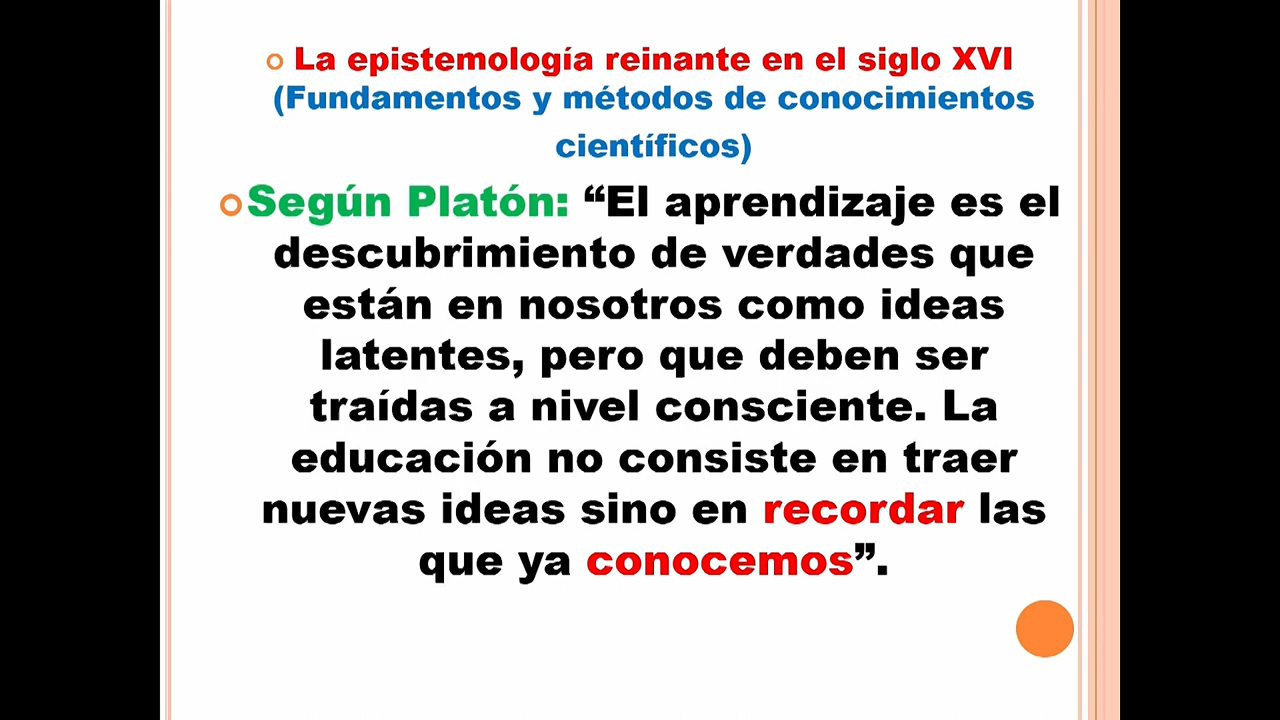 La epistemología reinante en el siglo XVI
(Fundamentos y métodos de conocimientos
científicos)
Según Platón: “El aprendizaje es el
descubrimiento de verdades que
están en nosotros como ideas
latentes, pero que deben ser
traídas a nivel consciente. La
educación no consiste en traer
nuevas ideas sino en recordar las
que ya conocemos”.